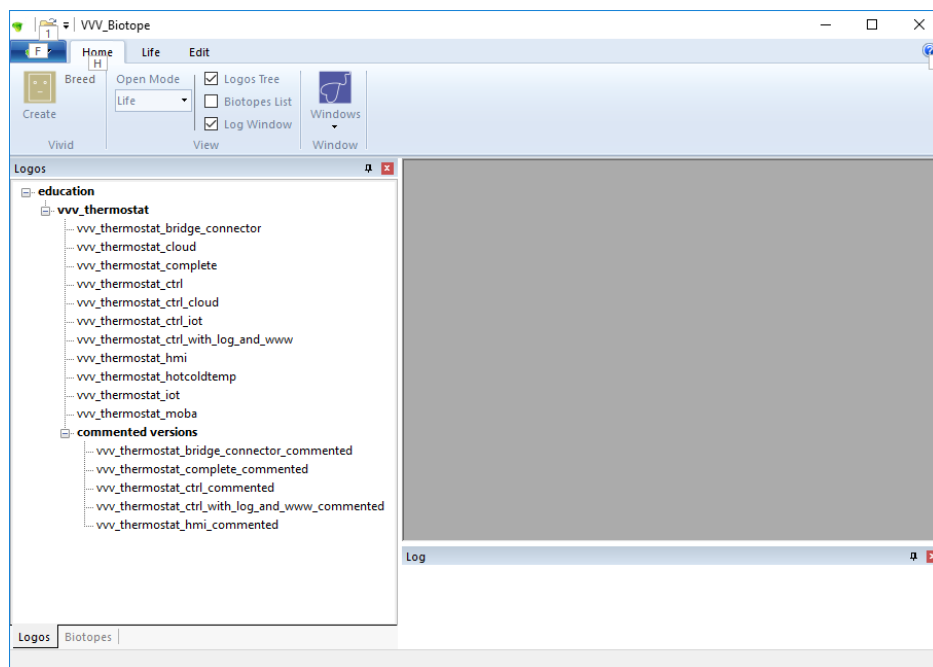 VVV_Biotope
1
F
Home Life Edit
H
Breed
Open Mode
Logos Tree
Life
Biotopes List
Create
Log Window
Windows
Vivid
View
Window
Logos
education
vvv_thermostat
vvv_thermostat_bridge_connector
vvv_thermostat_cloud
vvv_thermostat_complete
vvv_thermostat_ctrl
vvv_thermostat_ctrl_cloud
vvv_thermostat_ctrl_iot
vvv_thermostat_ctrl_with_log_and_www
vvv_thermostat_hmi
vvv_thermostat_hotcoldtemp
vvv_thermostat_iot
vvv_thermostat_moba
commented versions
vvv_thermostat_bridge_connector_commented
vvv_thermostat_complete_commented
vvv_thermostat_ctrl_commented
vvv_thermostat_ctrl_with_log_and_www_commented
vvv_thermostat_hmi_commented
Log
Logos Biotopes